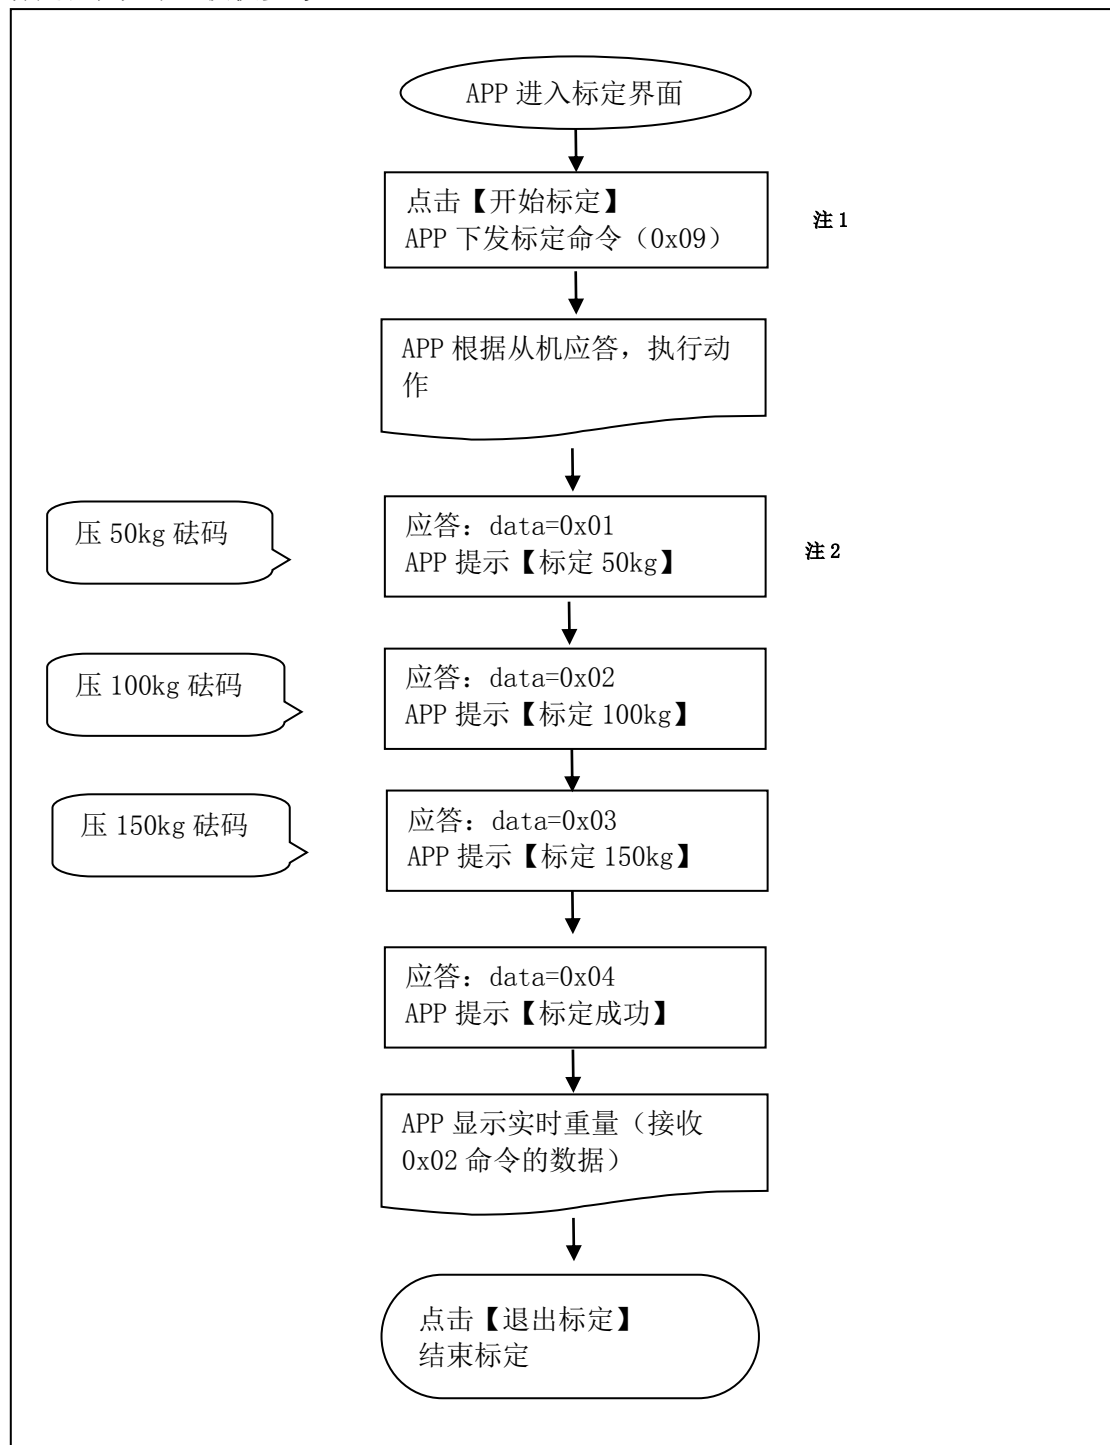 APP 进入标定界面
点击【开始标定】
APP 下发标定命令（0x09）
注 1
APP 根据从机应答，执行动
作
压 50kg 砝码
应答：data=0x01
APP 提示【标定 50kg】
注 2
压 100kg 砝码
应答：data=0x02
APP 提示【标定 100kg】
压 150kg 砝码
应答：data=0x03
APP 提示【标定 150kg】
应答：data=0x04
APP 提示【标定成功】
APP 显示实时重量（接收
0x02 命令的数据）
点击【退出标定】
结束标定